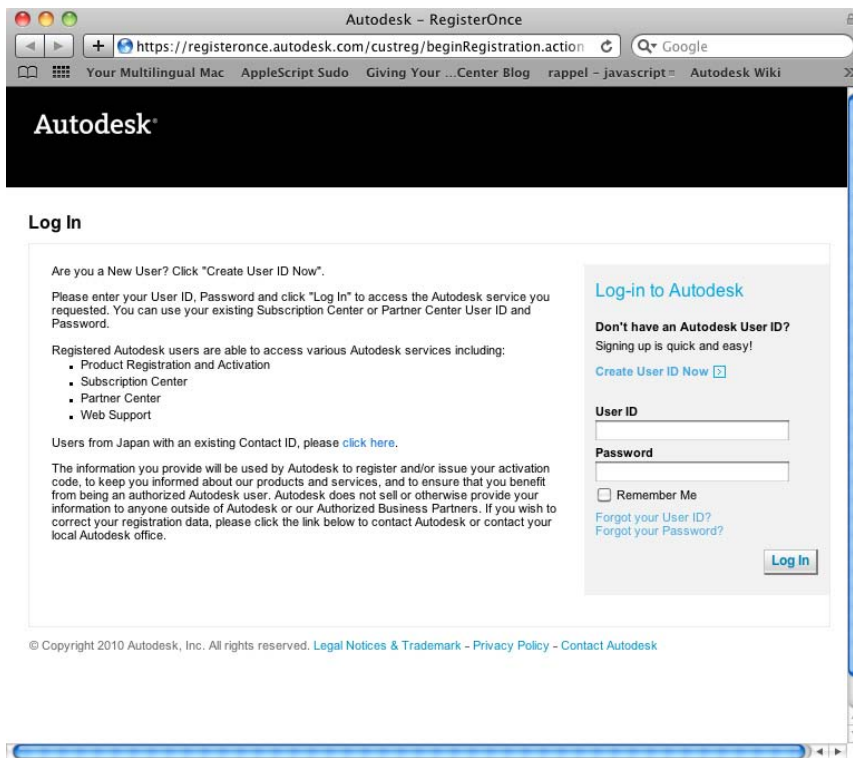 Autodesk – RegisterOnce
https://registeronce.autodesk.com/custreg/beginRegistration.action
Google
Your Multilingual Mac AppleScript Sudo Giving Your ...Center Blog rappel – javascript Autodesk Wiki
Autodesk
Log In
Are you a New User? Click "Create User ID Now".
Please enter your User ID, Password and click "Log In" to access the Autodesk service you
requested. You can use your existing Subscription Center or Partner Center User ID and
Password.
Registered Autodesk users are able to access various Autodesk services including:
Product Registration and Activation
Subscription Center
Partner Center
Web Support
Users from Japan with an existing Contact ID, please click here.
The information you provide will be used by Autodesk to register and/or issue your activation
code, to keep you informed about our products and services, and to ensure that you benefit
from being an authorized Autodesk user. Autodesk does not sell or otherwise provide your
information to anyone outside of Autodesk or our Authorized Business Partners. If you wish to
correct your registration data, please click the link below to contact Autodesk or contact your
local Autodesk office.
Log-in to Autodesk
Don't have an Autodesk User ID?
Signing up is quick and easy!
Create User ID Now
User ID
Password
Remember Me
Forgot your User ID?
Forgot your Password?
Log In
© Copyright 2010 Autodesk, Inc. All rights reserved. Legal Notices & Trademark – Privacy Policy – Contact Autodesk